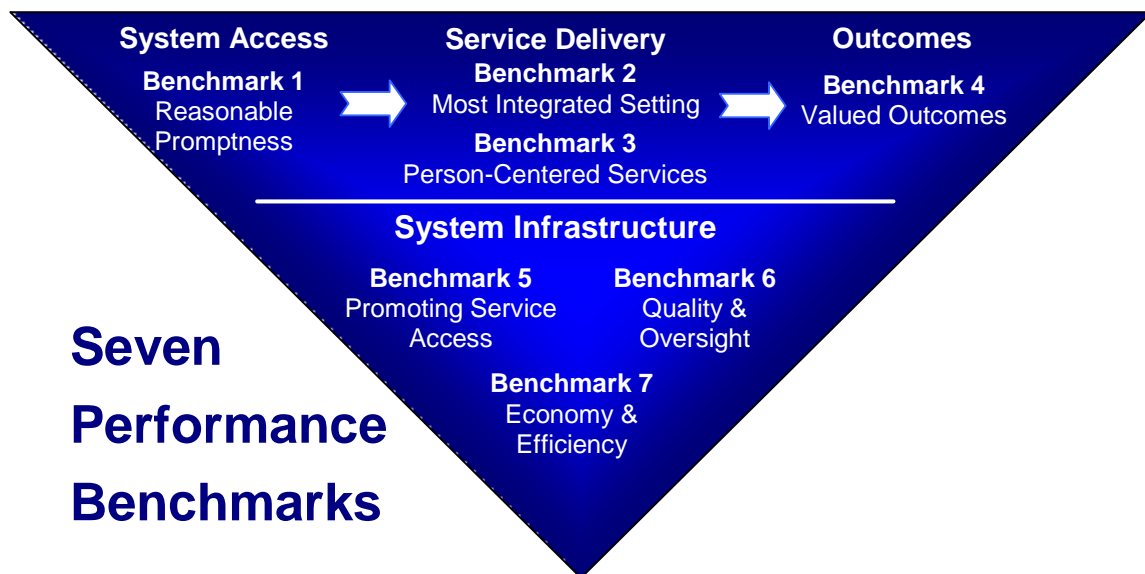 System Access
Benchmark 1
Reasonable
Promptness
Service Delivery
Benchmark 2
Most Integrated Setting
Benchmark 3
Person-Centered Services
Outcomes
Benchmark 4
Valued Outcomes
System Infrastructure
Benchmark 5
Promoting Service
Access
Benchmark 6
Quality &
Oversight
Benchmark 7
Economy &
Efficiency
Seven
Performance
Benchmarks